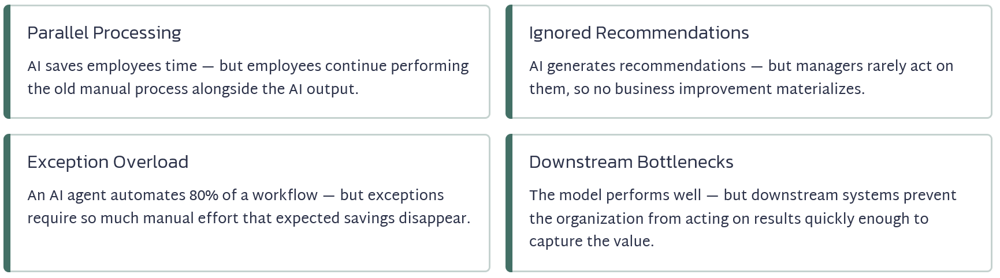 Parallel Processing
AI saves employees time — but employees continue performing
the old manual process alongside the AI output.
Ignored Recommendations
AI generates recommendations — but managers rarely act on
them, so no business improvement materializes.
Exception Overload
An AI agent automates 80% of a workflow — but exceptions
require so much manual effort that expected savings disappear.
Downstream Bottlenecks
The model performs well — but downstream systems prevent
the organization from acting on results quickly enough to
capture the value.